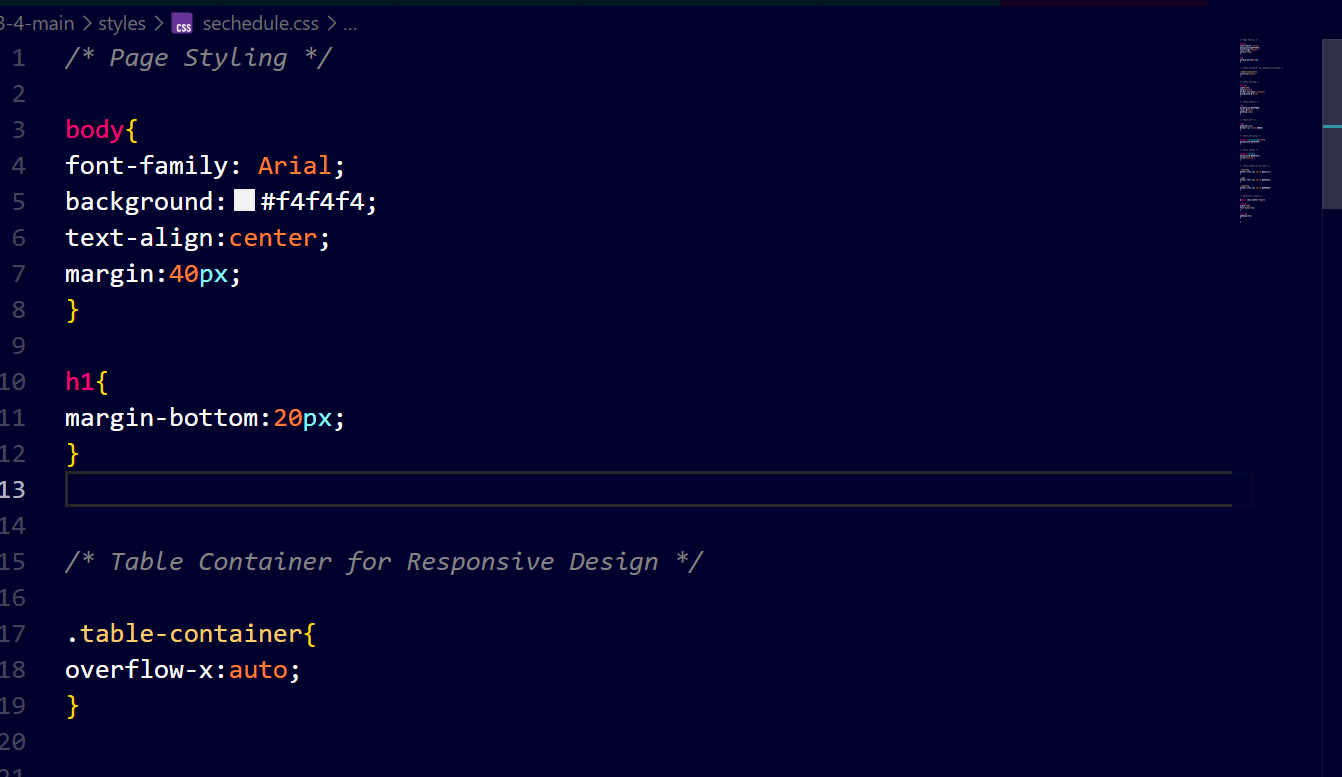 3-4-main > styles > css sechedule.css > ...
1 /* Page Styling */
2
3 body{
4 font-family: Arial;
5 background: #f4f4f4;
6 text-align:center;
7 margin:40px;
8 }
9
10 h1{
11 margin-bottom:20px;
12 }
13
14
15 /* Table Container for Responsive Design */
16
17 .table-container{
18 overflow-x:auto;
19 }
20
21